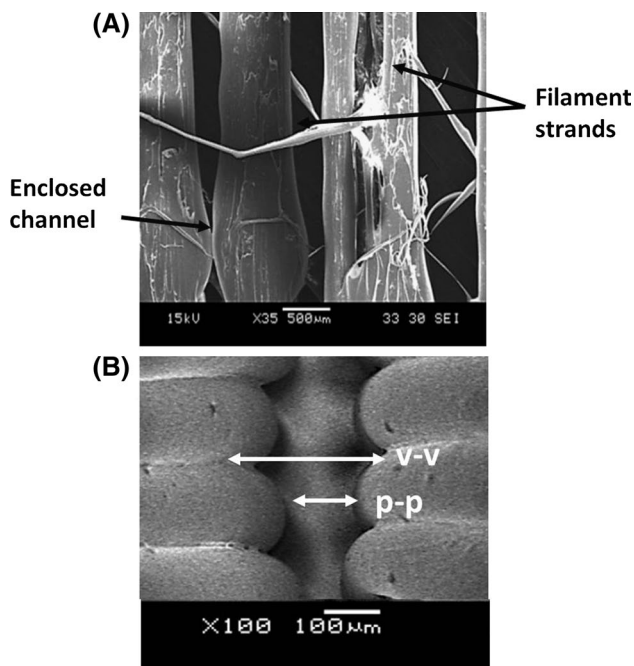 (A)
Filament
strands
Enclosed
channel
15kV X35 500µm 33 30 SEI
(B)
v-v
p-p
X100 100µm